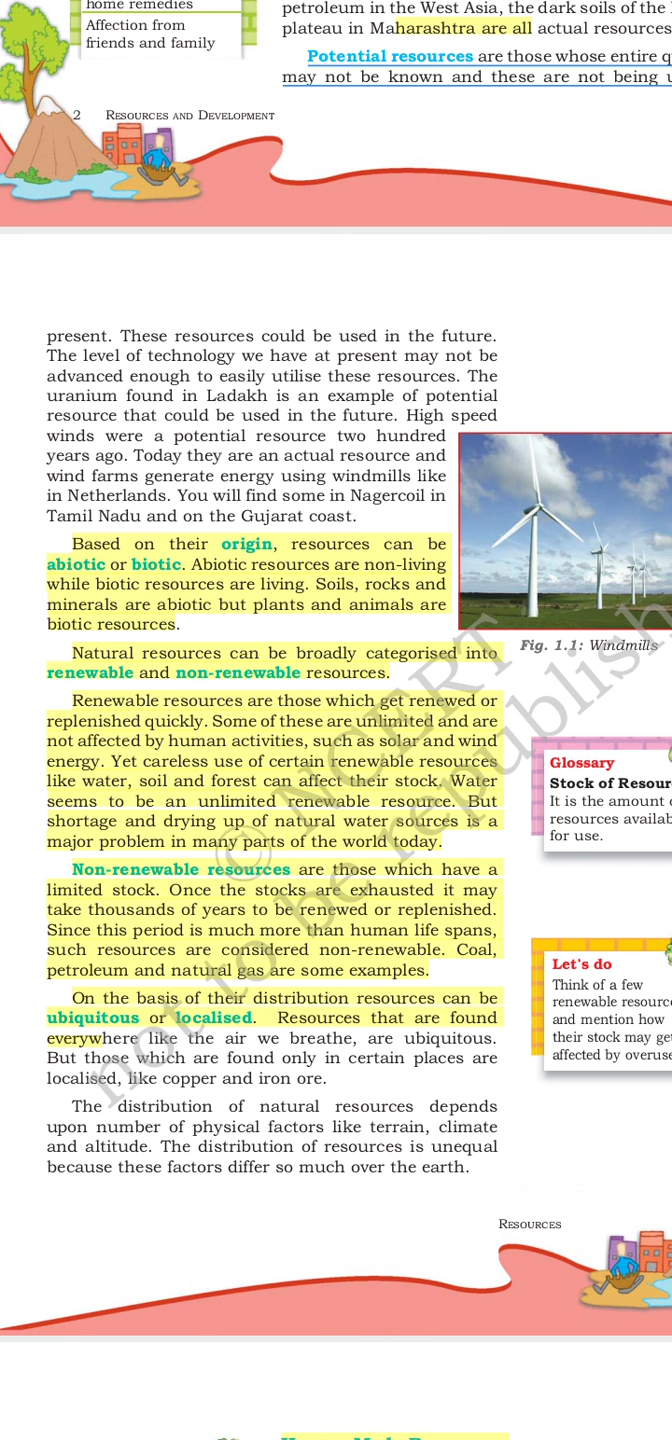 home remedies
Affection from
friends and family
petroleum in the West Asia, the dark soils of the
plateau in Maharashtra are all actual resources
Potential resources are those whose entire
may not be known and these are not being
2 RESOURCES AND DEVELOPMENT
present. These resources could be used in the future.
The level of technology we have at present may not be
advanced enough to easily utilise these resources. The
uranium found in Ladakh is an example of potential
resource that could be used in the future. High speed
winds were a potential resource two hundred
years ago. Today they are an actual resource and
wind farms generate energy using windmills like
in Netherlands. You will find some in Nagercoil in
Tamil Nadu and on the Gujarat coast.
Based on their origin, resources can be
abiotic or biotic. Abiotic resources are non-living
while biotic resources are living. Soils, rocks and
minerals are abiotic but plants and animals are
biotic resources.
Fig. 1.1: Windmills
Natural resources can be broadly categorised into
renewable and non-renewable resources.
Renewable resources are those which get renewed or
replenished quickly. Some of these are unlimited and are
not affected by human activities, such as solar and wind
energy. Yet careless use of certain renewable resources
like water, soil and forest can affect their stock. Water
seems to be an unlimited renewable resource. But
shortage and drying up of natural water sources is a
major problem in many parts of the world today.
Glossary
Stock of Resour
It is the amount
resources availab
for use.
Non-renewable resources are those which have a
limited stock. Once the stocks are exhausted it may
take thousands of years to be renewed or replenished.
Since this period is much more than human life spans,
such resources are considered non-renewable. Coal,
petroleum and natural gas are some examples.
Let's do
Think of a few
renewable resourc
and mention how
their stock may get
affected by overuse
On the basis of their distribution resources can be
ubiquitous or localised. Resources that are found
everywhere like the air we breathe, are ubiquitous.
But those which are found only in certain places are
localised, like copper and iron ore.
The distribution of natural resources depends
upon number of physical factors like terrain, climate
and altitude. The distribution of resources is unequal
because these factors differ so much over the earth.
RESOURCES
© NCERT
not to be republish